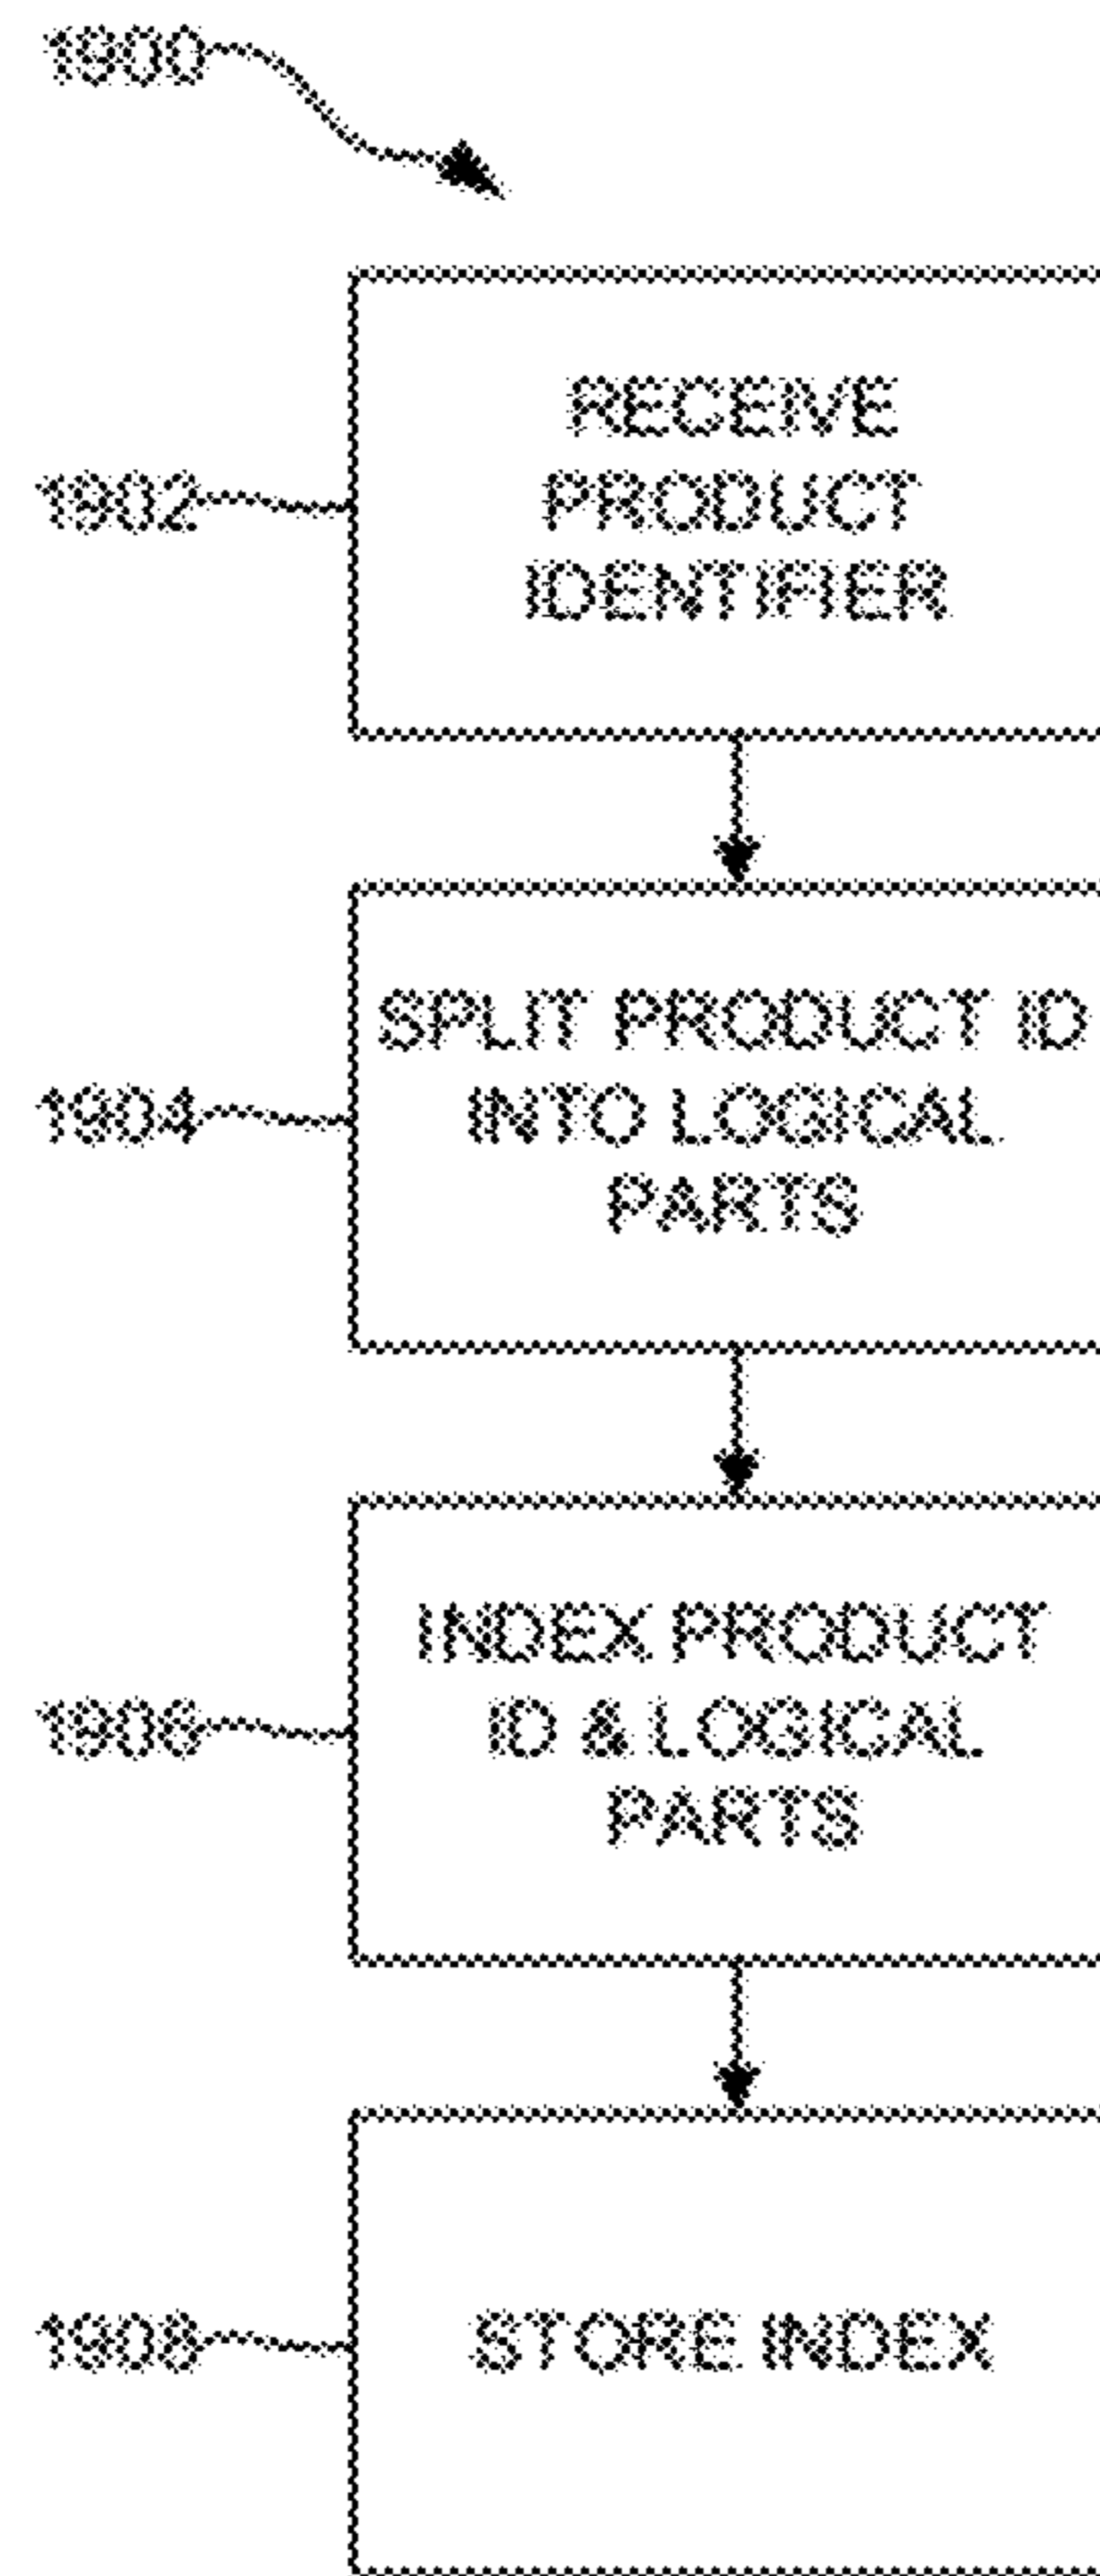 1900
1902
RECEIVE
PRODUCT
IDENTIFIER
1904
SPLIT PRODUCT ID
INTO LOGICAL
PARTS
1906
INDEX PRODUCT
ID & LOGICAL
PARTS
1908
STORE INDEX